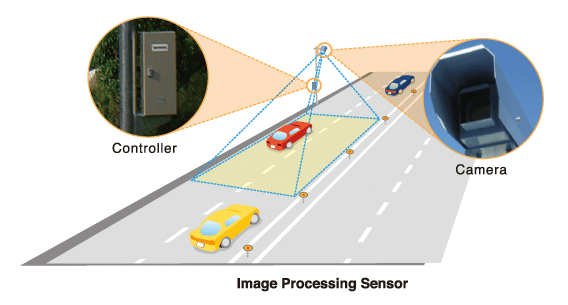 Controller
Camera
Image Processing Sensor